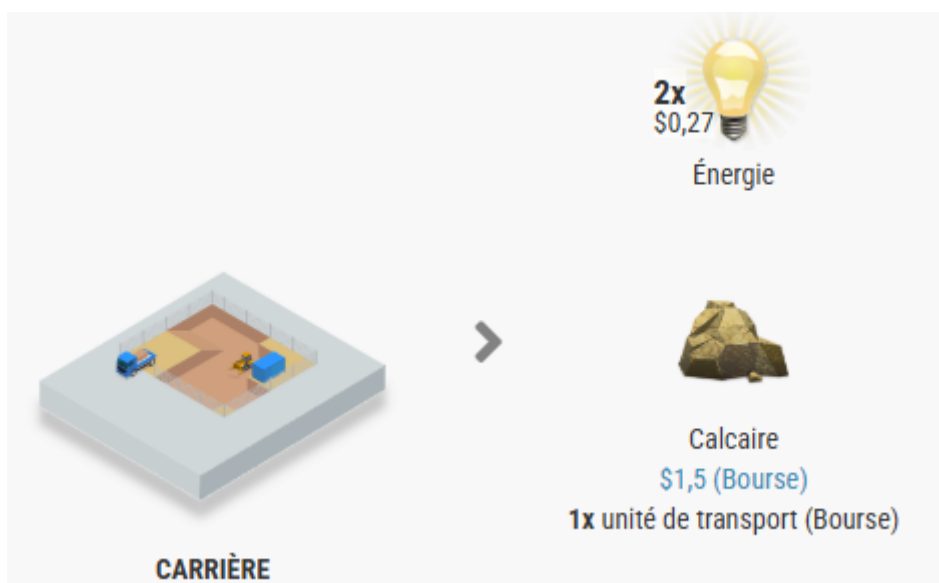 2x
$0,27
Énergie
Calcaire
$1,5 (Bourse)
1x unité de transport (Bourse)
CARRIÈRE